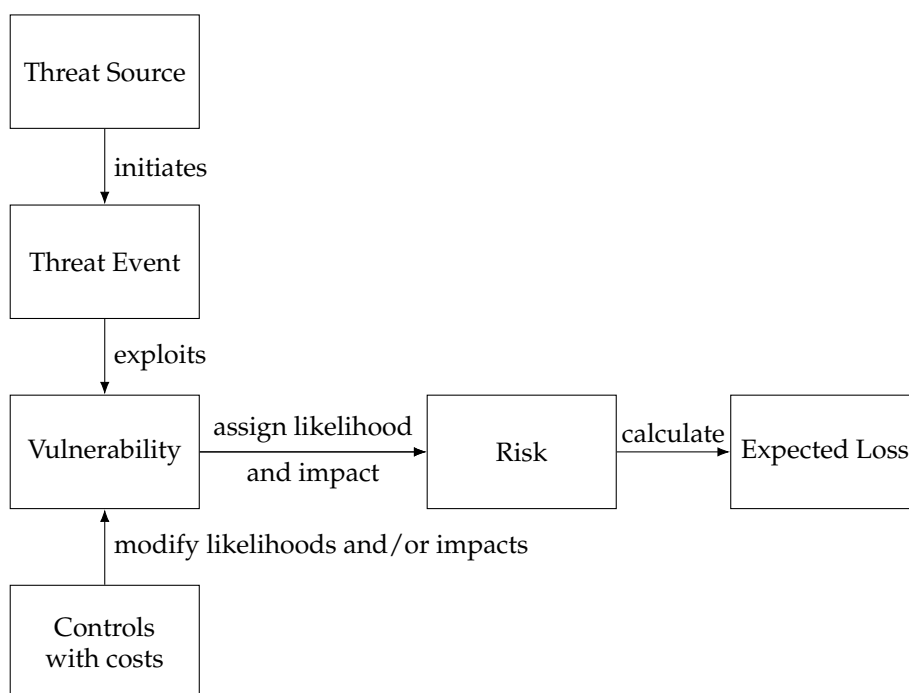 Threat Source
initiates
Threat Event
exploits
Vulnerability
assign likelihood
and impact
Risk
calculate
Expected Loss
modify likelihoods and/or impacts
Controls
with costs